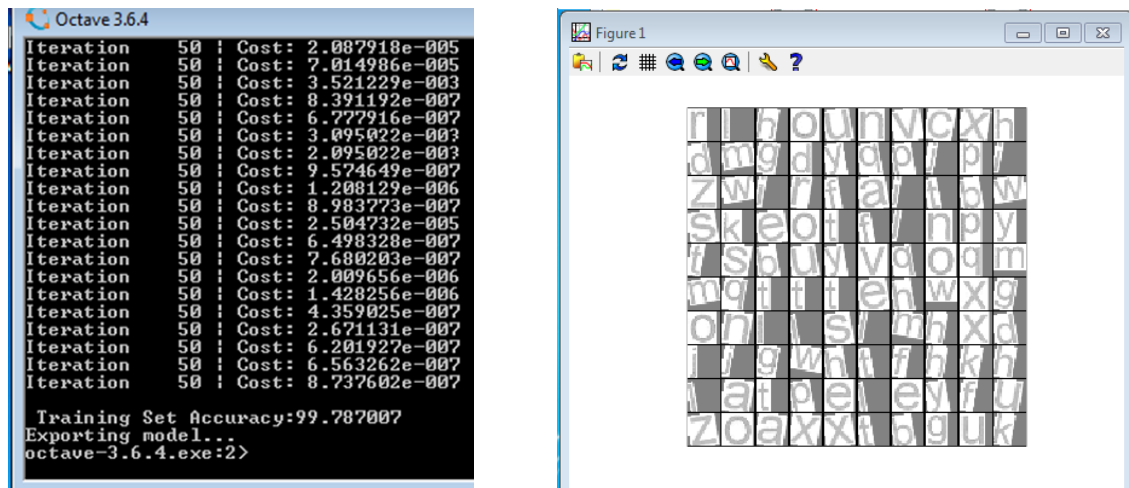 Octave 3.6.4
Iteration 50 ¦ Cost: 2.087918e-005
Iteration 50 ¦ Cost: 7.014986e-005
Iteration 50 ¦ Cost: 3.521229e-003
Iteration 50 ¦ Cost: 8.391192e-007
Iteration 50 ¦ Cost: 6.777916e-007
Iteration 50 ¦ Cost: 3.095022e-003
Iteration 50 ¦ Cost: 2.095022e-003
Iteration 50 ¦ Cost: 9.574649e-007
Iteration 50 ¦ Cost: 1.208129e-006
Iteration 50 ¦ Cost: 8.983773e-007
Iteration 50 ¦ Cost: 2.504732e-005
Iteration 50 ¦ Cost: 6.498328e-007
Iteration 50 ¦ Cost: 7.680203e-007
Iteration 50 ¦ Cost: 2.009656e-006
Iteration 50 ¦ Cost: 1.428256e-006
Iteration 50 ¦ Cost: 4.359025e-007
Iteration 50 ¦ Cost: 2.671131e-007
Iteration 50 ¦ Cost: 6.201927e-007
Iteration 50 ¦ Cost: 6.563262e-007
Iteration 50 ¦ Cost: 8.737602e-007
Training Set Accuracy:99.787007
Exporting model...
octave-3.6.4.exe:2>
Figure 1
r l h o u n v c x h
d m g d y q p j p j
z w r r f a t b w
s k e o t f l n p y
f s b u y v q o q m
m q t t t e h w x g
o n l l s m h x d
i j g w h t f h k h
l a t p e l e y f u
z o a x x t b g u k